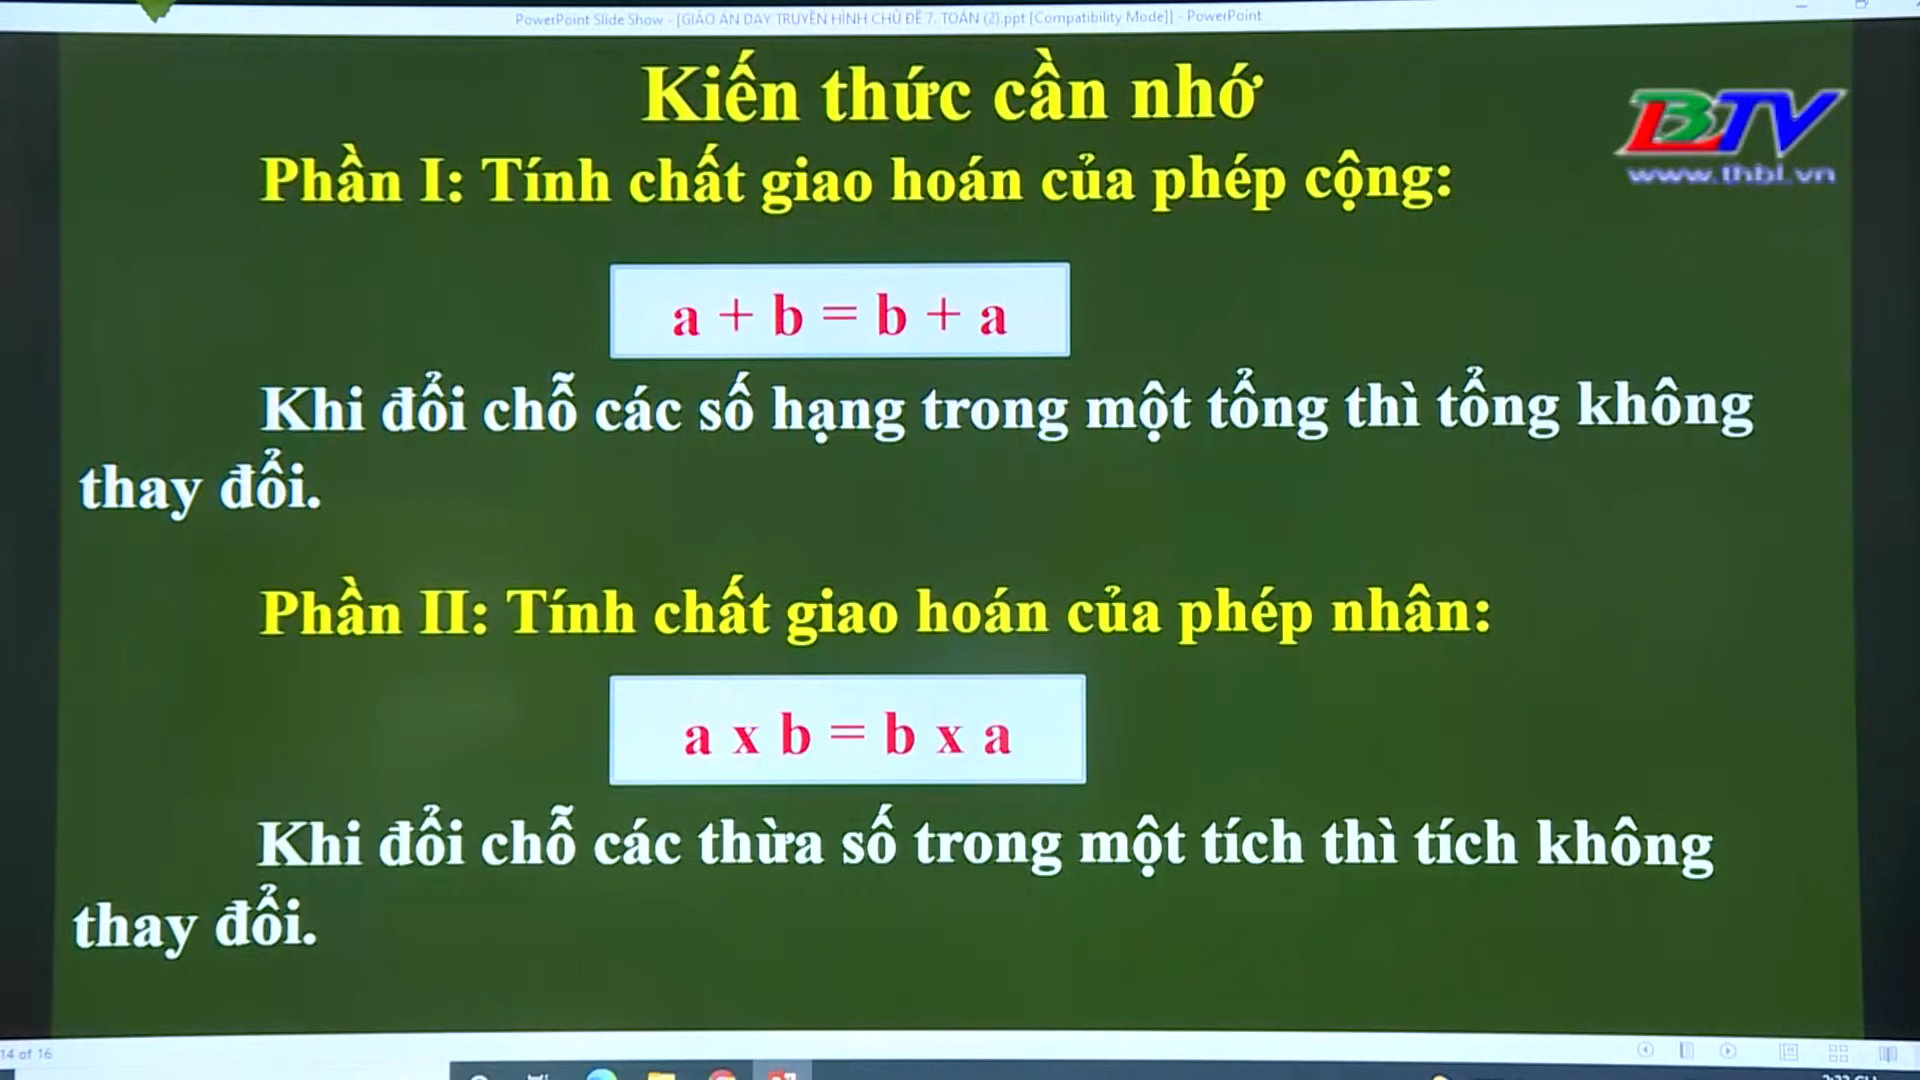 PowerPoint Slide Show - [GIÁO ÁN DẠY TRUYỀN HÌNH CHỦ ĐỀ 7. TOÁN (2).ppt [Compatibility Mode]] - PowerPoint
Kiến thức cần nhớ
BTV
www.thbl.vn
Phần I: Tính chất giao hoán của phép cộng:
a + b = b + a
Khi đổi chỗ các số hạng trong một tổng thì tổng không
thay đổi.
Phần II: Tính chất giao hoán của phép nhân:
a x b = b x a
Khi đổi chỗ các thừa số trong một tích thì tích không
thay đổi.
14 of 16